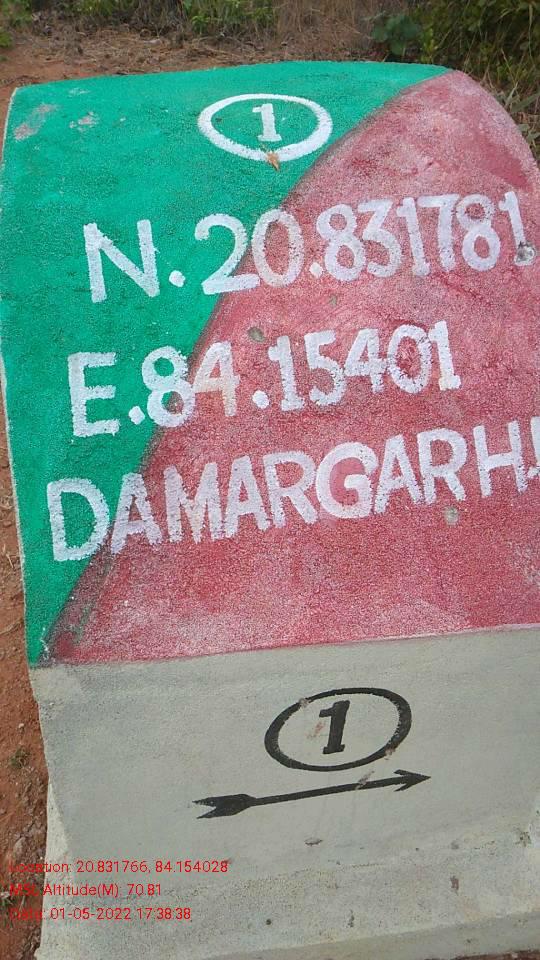 1
N.20.831781
E.84.15401
DAMARGARH
1
Location: 20.831766, 84.154028
MSL Altitude(M): 70.81
Data: 01-05-2022 17:38:38